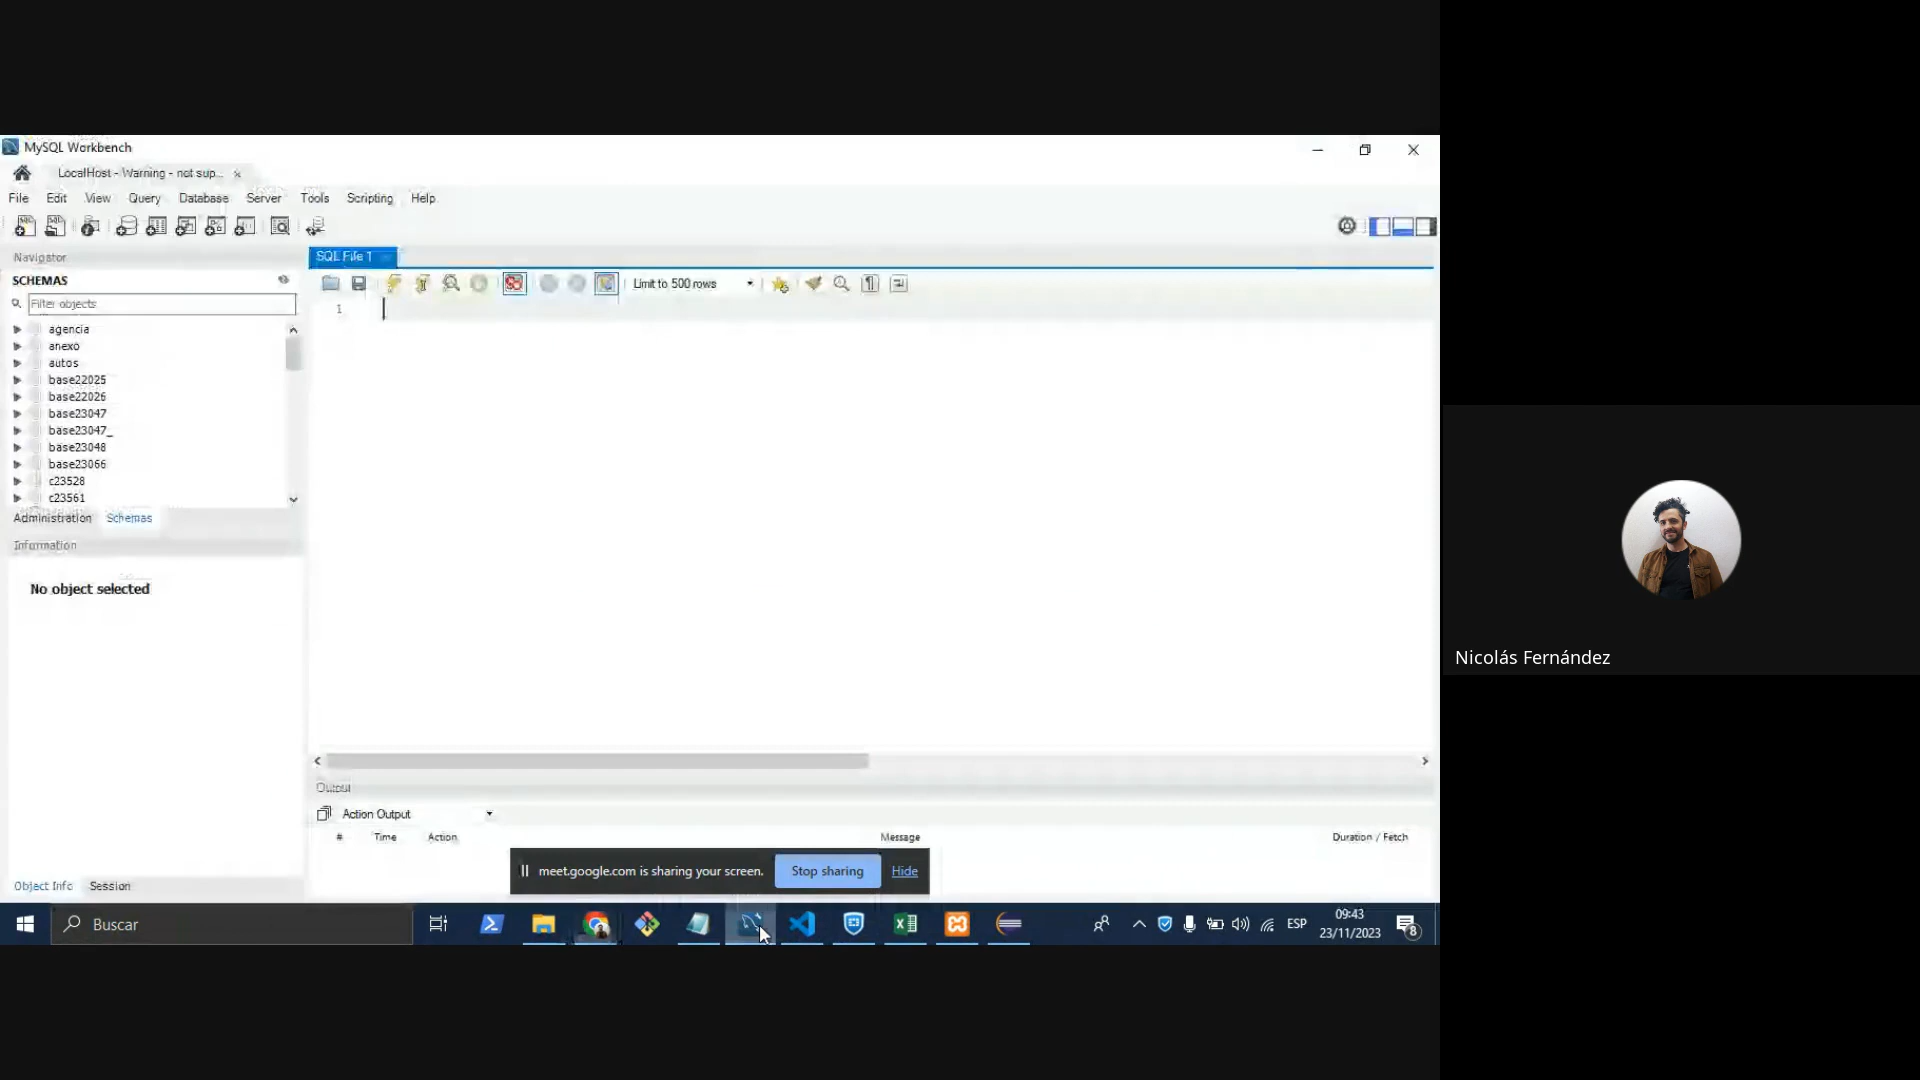 MySQL Workbench
LocalHost - Warning - not sup...
File Edit View Query Database Server Tools Scripting Help
Navigator
SCHEMAS
Filter objects
agencia
anexo
autos
base22025
base22026
base23047
base23047_
base23048
base23066
c23528
c23561
Administration Schemas
Information
No object selected
Object Info Session
SQL File 1
Limit to 500 rows
1
Output
Action Output
# Time Action Message Duration / Fetch
meet.google.com is sharing your screen. Stop sharing Hide
Buscar
ESP
09:43
23/11/2023
8
Nicolás Fernández